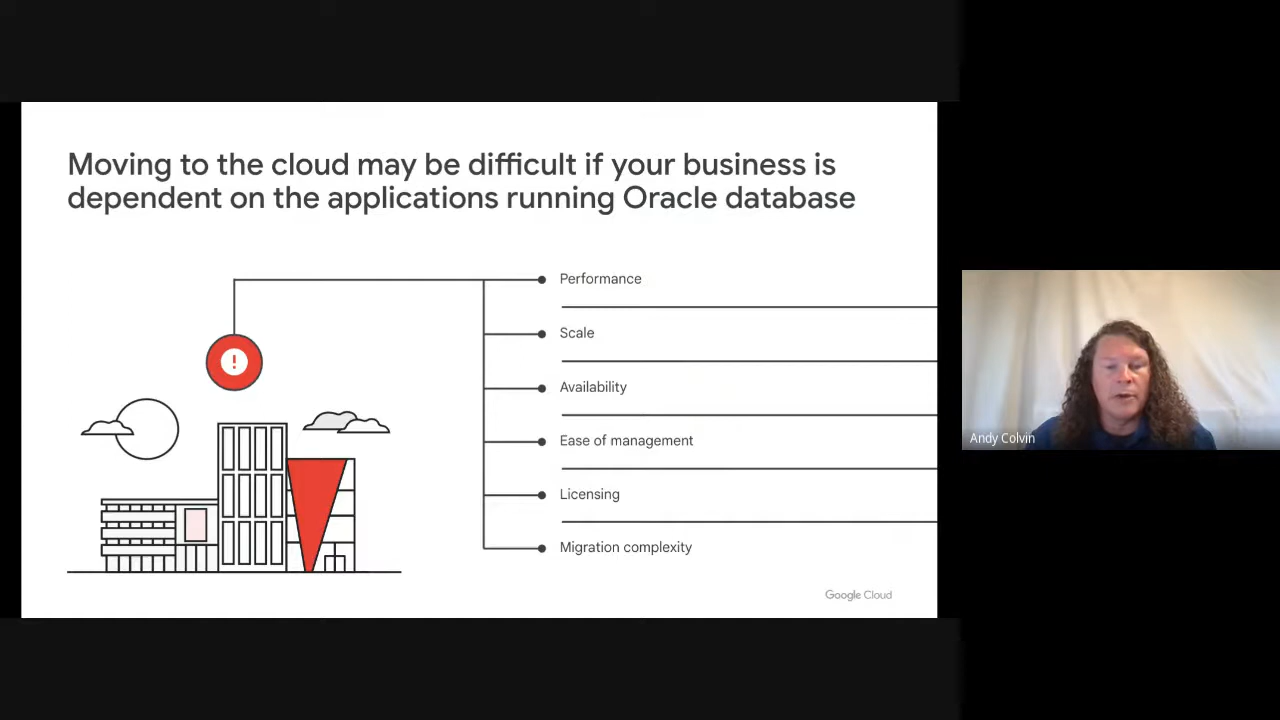 Moving to the cloud may be difficult if your business is
dependent on the applications running Oracle database
Performance
Scale
Availability
Ease of management
Licensing
Migration complexity
Google Cloud
Andy Colvin